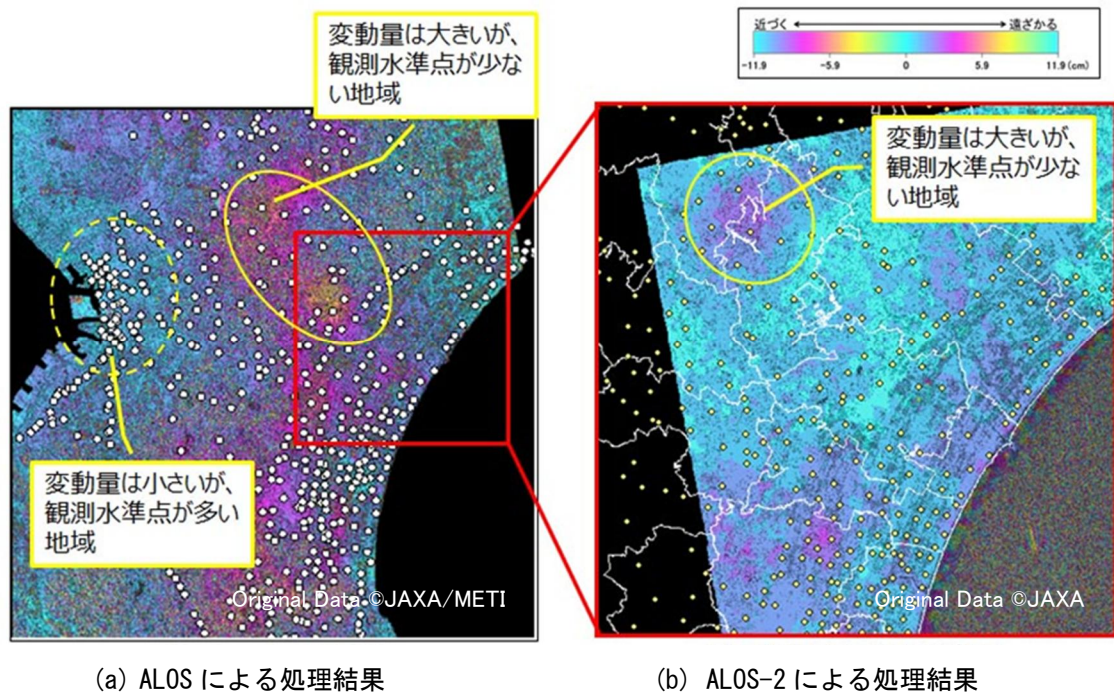 変動量は大きいが、
観測水準点が少な
い地域
近づく 遠ざかる
-11.9 -5.9 0 5.9 11.9(cm)
変動量は大きいが、
観測水準点が少な
い地域
変動量は小さいが、
観測水準点が多い
地域
Original Data ©JAXA/METI
Original Data ©JAXA
(a) ALOS による処理結果
(b) ALOS-2 による処理結果